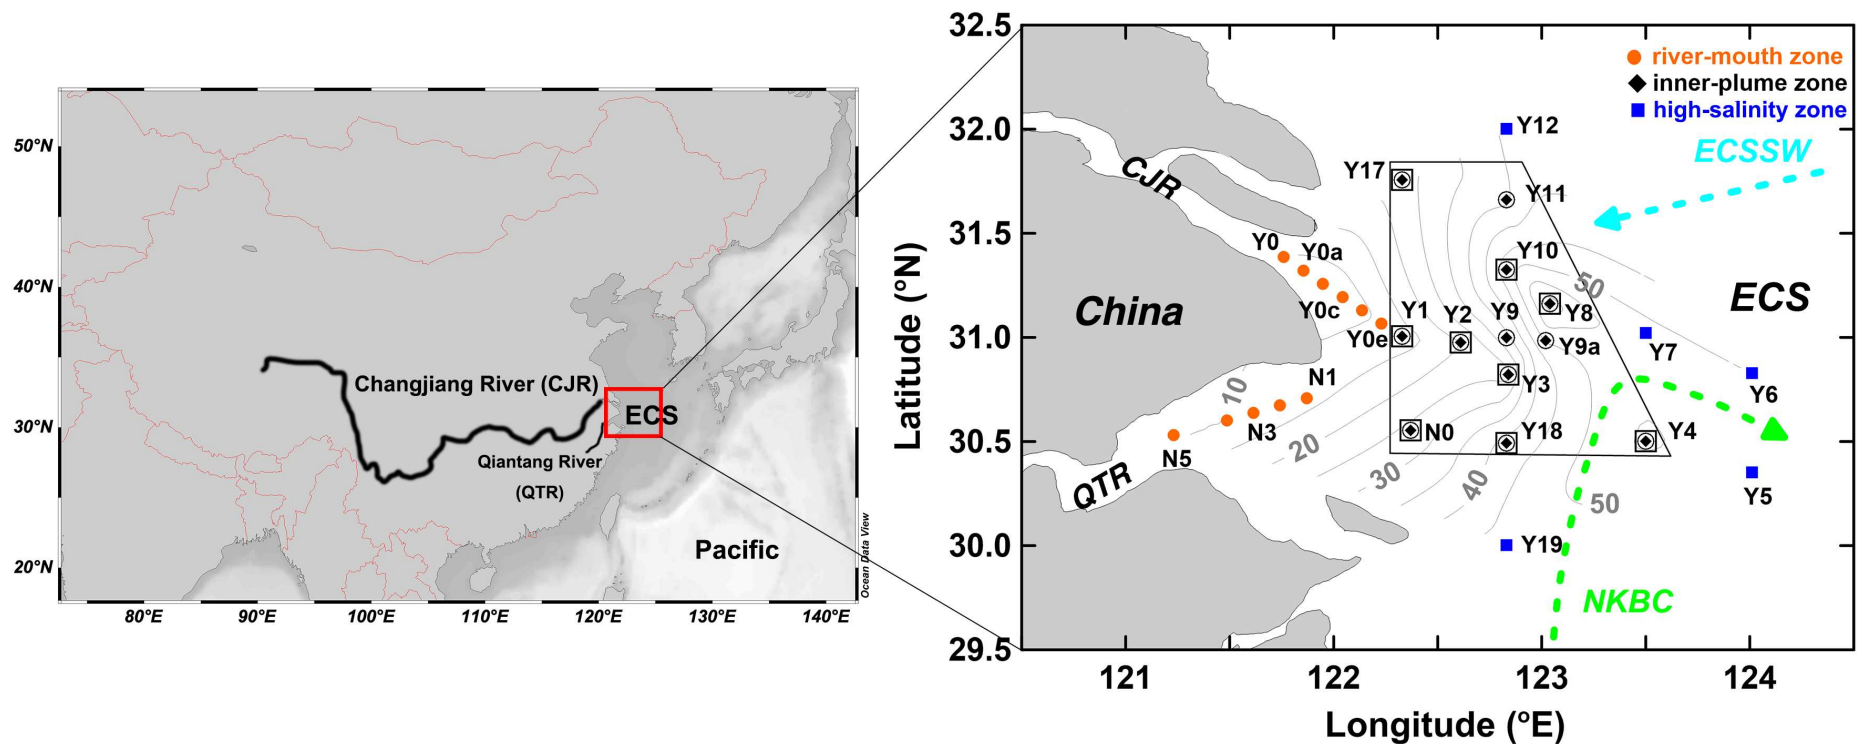 50°N
40°N
30°N
20°N
80°E
90°E
100°E
110°E
120°E
130°E
140°E
Changjiang River (CJR)
ECS
Qiantang River
(QTR)
Pacific
Ocean Data View
32.5
32.0
31.5
31.0
30.5
30.0
29.5
Latitude (°N)
121
122
123
124
Longitude (°E)
river-mouth zone
inner-plume zone
high-salinity zone
ECSSW
Y12
Y17
CJR
Y11
Y0
Y0a
Y10
50
ECS
China
Y0c
Y1
Y2
Y9
Y8
Y0e
Y9a
Y7
N1
10
Y3
Y6
N3
20
N0
Y18
Y4
N5
QTR
30
40
50
Y5
Y19
NKBC